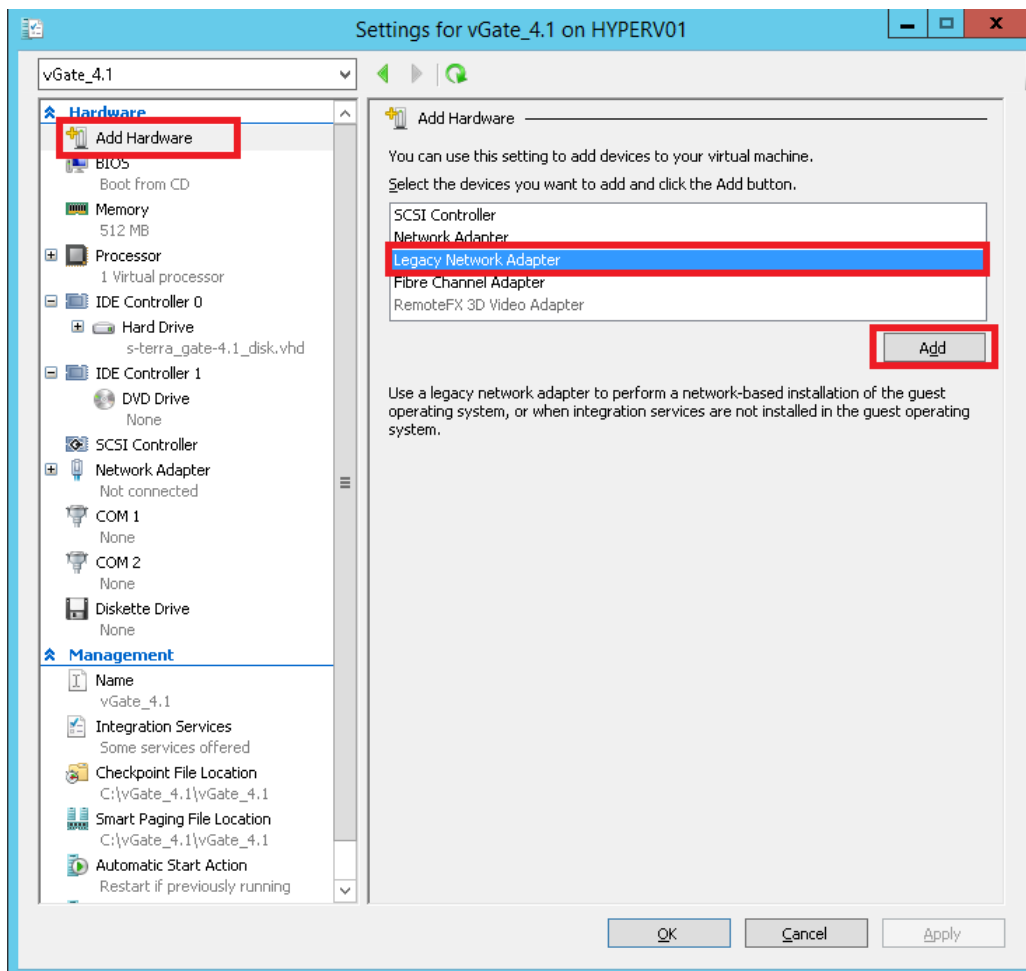 Settings for vGate_4.1 on HYPERV01
vGate_4.1
Hardware
Add Hardware
BIOS
Boot from CD
Memory
512 MB
Processor
1 Virtual processor
IDE Controller 0
Hard Drive
s-terra_gate-4.1_disk.vhd
IDE Controller 1
DVD Drive
None
SCSI Controller
Network Adapter
Not connected
COM 1
None
COM 2
None
Diskette Drive
None
Management
Name
vGate_4.1
Integration Services
Some services offered
Checkpoint File Location
C:\vGate_4.1\vGate_4.1
Smart Paging File Location
C:\vGate_4.1\vGate_4.1
Automatic Start Action
Restart if previously running
Add Hardware
You can use this setting to add devices to your virtual machine.
Select the devices you want to add and click the Add button.
SCSI Controller
Network Adapter
Legacy Network Adapter
Fibre Channel Adapter
RemoteFX 3D Video Adapter
Add
Use a legacy network adapter to perform a network-based installation of the guest
operating system, or when integration services are not installed in the guest operating
system.
OK
Cancel
Apply